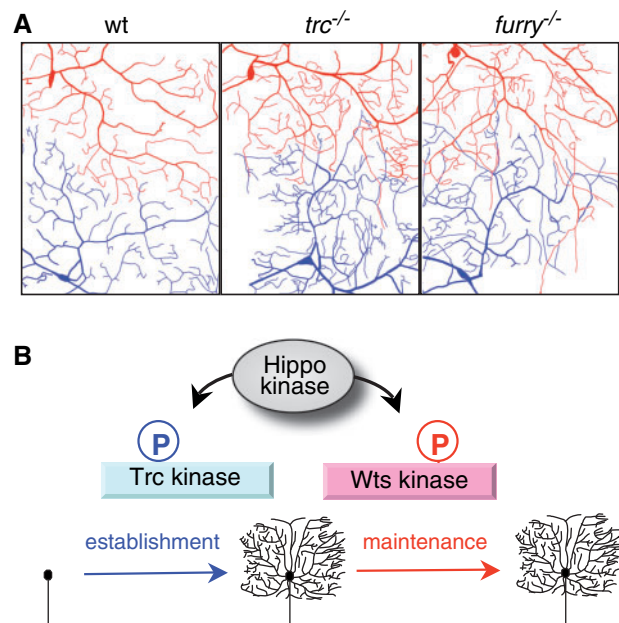 A
wt
trc-/-
furry-/-
B
Hippo
kinase
P
P
Trc kinase
Wts kinase
establishment
maintenance